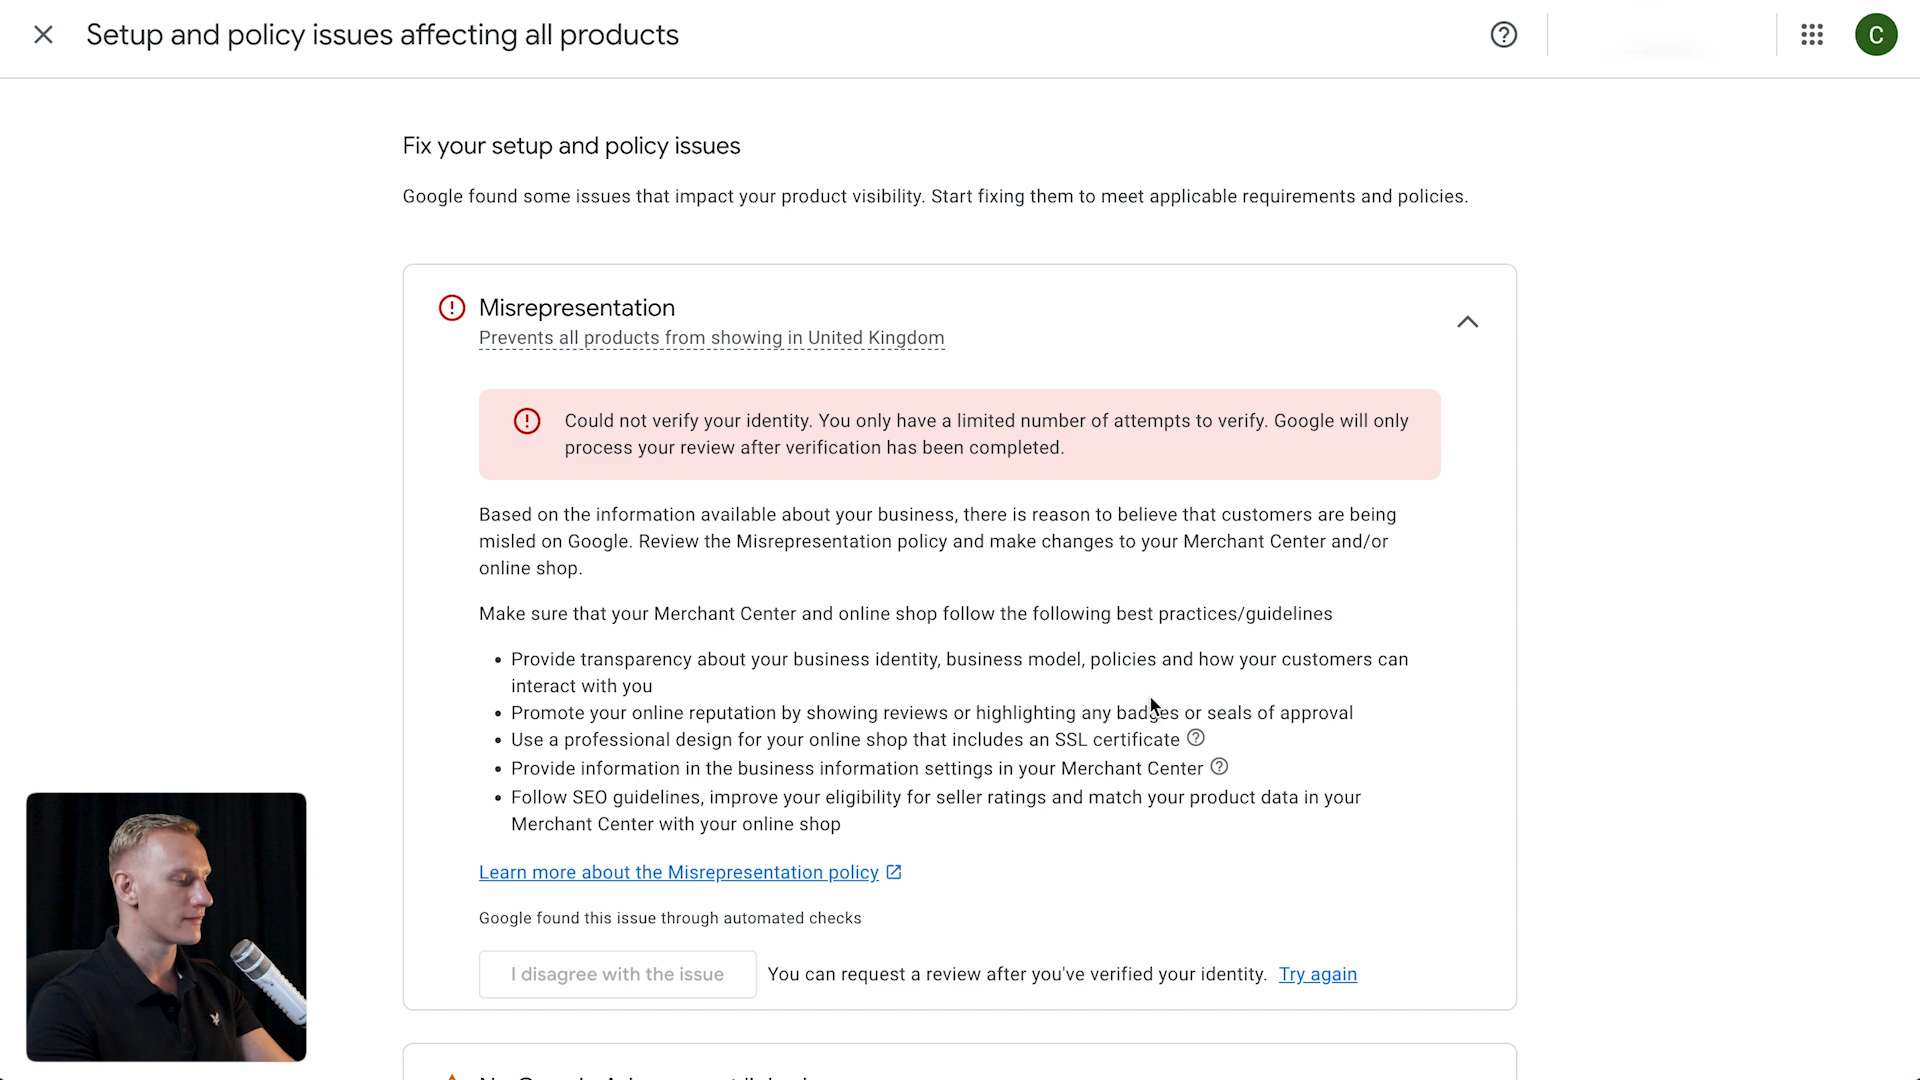 Setup and policy issues affecting all products
C
Fix your setup and policy issues
Google found some issues that impact your product visibility. Start fixing them to meet applicable requirements and policies.
Misrepresentation
Prevents all products from showing in United Kingdom
Could not verify your identity. You only have a limited number of attempts to verify. Google will only
process your review after verification has been completed.
Based on the information available about your business, there is reason to believe that customers are being
misled on Google. Review the Misrepresentation policy and make changes to your Merchant Center and/or
online shop.
Make sure that your Merchant Center and online shop follow the following best practices/guidelines
• Provide transparency about your business identity, business model, policies and how your customers can
interact with you
• Promote your online reputation by showing reviews or highlighting any badges or seals of approval
• Use a professional design for your online shop that includes an SSL certificate
• Provide information in the business information settings in your Merchant Center
• Follow SEO guidelines, improve your eligibility for seller ratings and match your product data in your
Merchant Center with your online shop
Learn more about the Misrepresentation policy
Google found this issue through automated checks
I disagree with the issue You can request a review after you've verified your identity. Try again